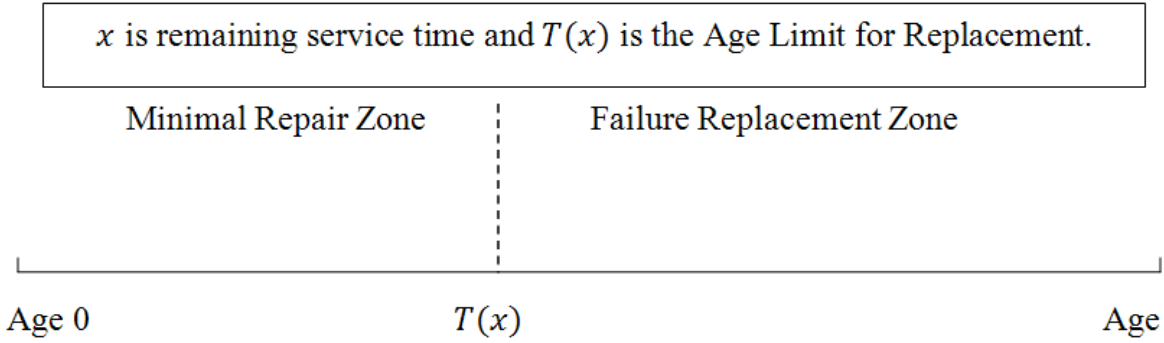 x is remaining service time and T(x) is the Age Limit for Replacement.
Minimal Repair Zone Failure Replacement Zone
Age 0 T(x) Age